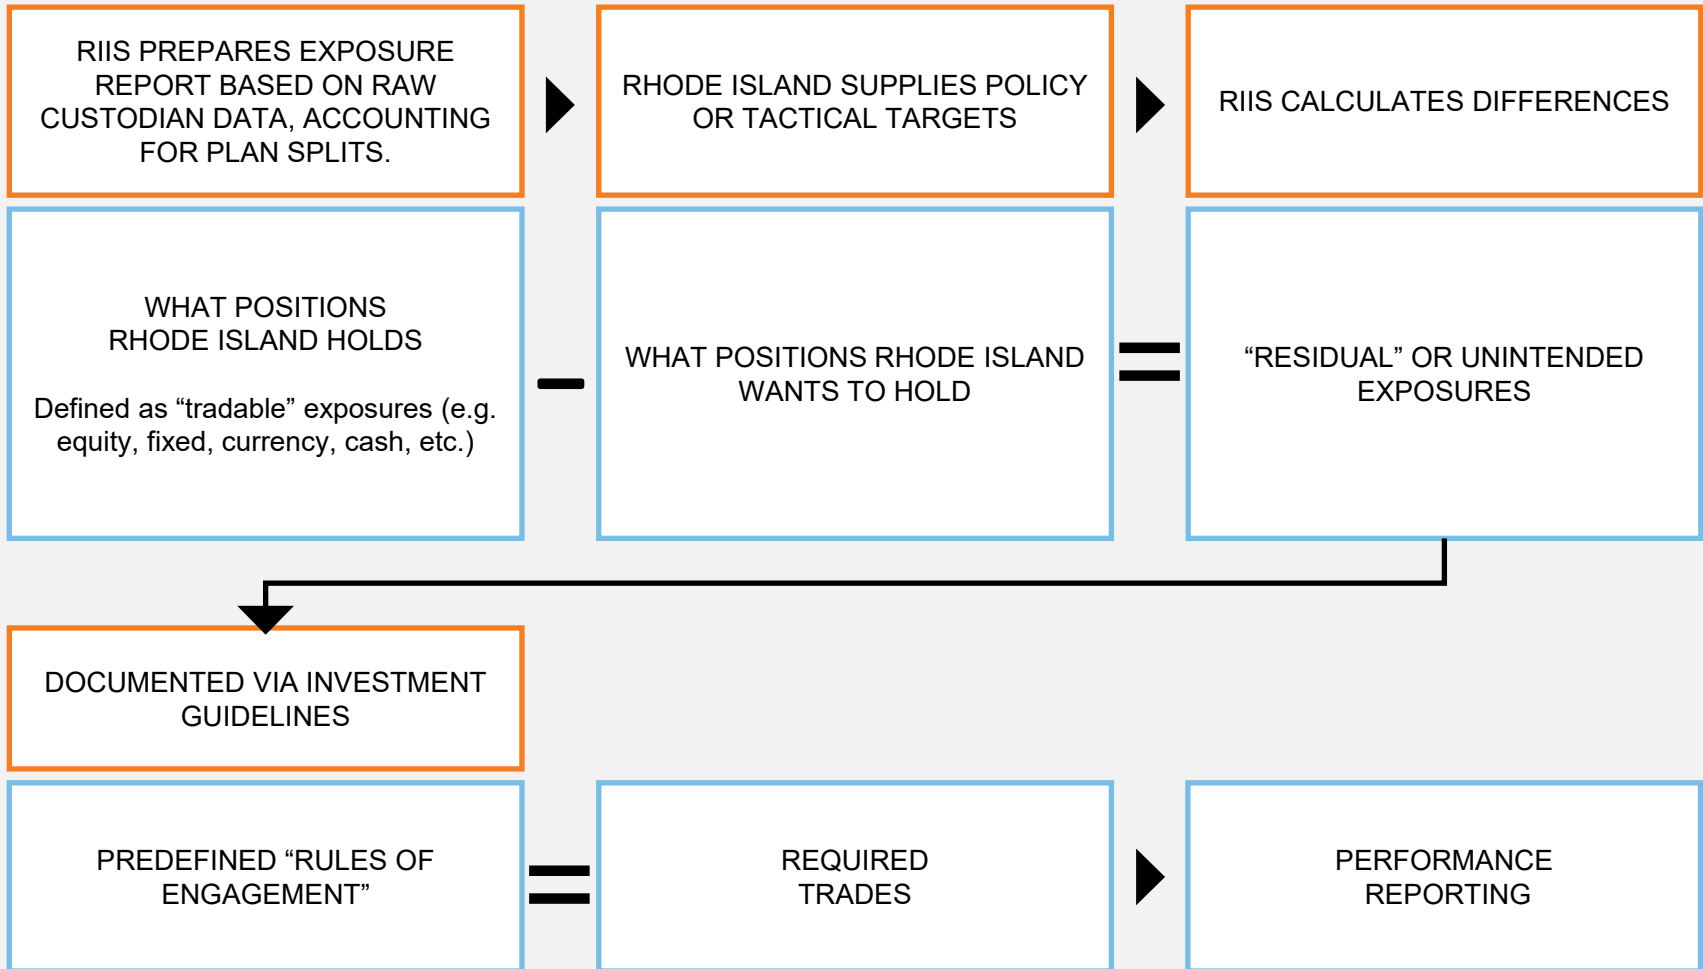 RIIS PREPARES EXPOSURE
REPORT BASED ON RAW
CUSTODIAN DATA, ACCOUNTING
FOR PLAN SPLITS.
RHODE ISLAND SUPPLIES POLICY
OR TACTICAL TARGETS
RIIS CALCULATES DIFFERENCES
WHAT POSITIONS
RHODE ISLAND HOLDS
Defined as “tradable” exposures (e.g.
equity, fixed, currency, cash, etc.)
WHAT POSITIONS RHODE ISLAND
WANTS TO HOLD
“RESIDUAL” OR UNINTENDED
EXPOSURES
DOCUMENTED VIA INVESTMENT
GUIDELINES
PREDEFINED “RULES OF
ENGAGEMENT”
REQUIRED
TRADES
PERFORMANCE
REPORTING